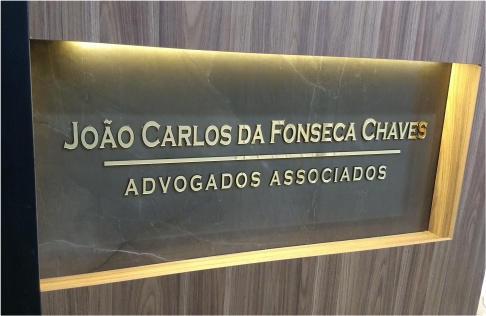 JOÃO CARLOS DA FONSECA CHAVES
ADVOGADOS ASSOCIADOS